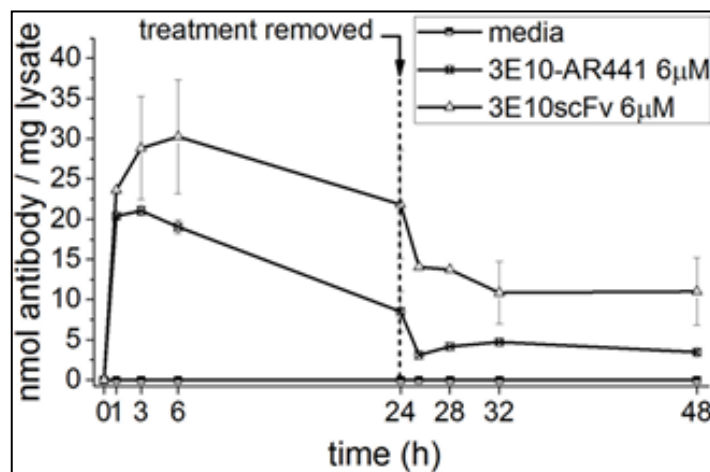 treatment removed
media
3E10-AR441 6μM
3E10scFv 6μM
nmol antibody / mg lysate
40
35
30
25
20
15
10
5
0
01 3 6 24 28 32 48
time (h)